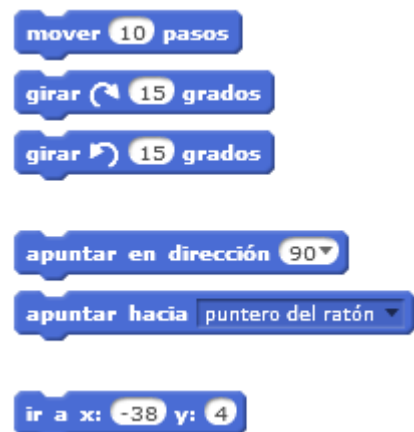 mover 10 pasos
girar 15 grados
girar 15 grados
apuntar en dirección 90
apuntar hacia puntero del ratón
ir a x: -38 y: 4